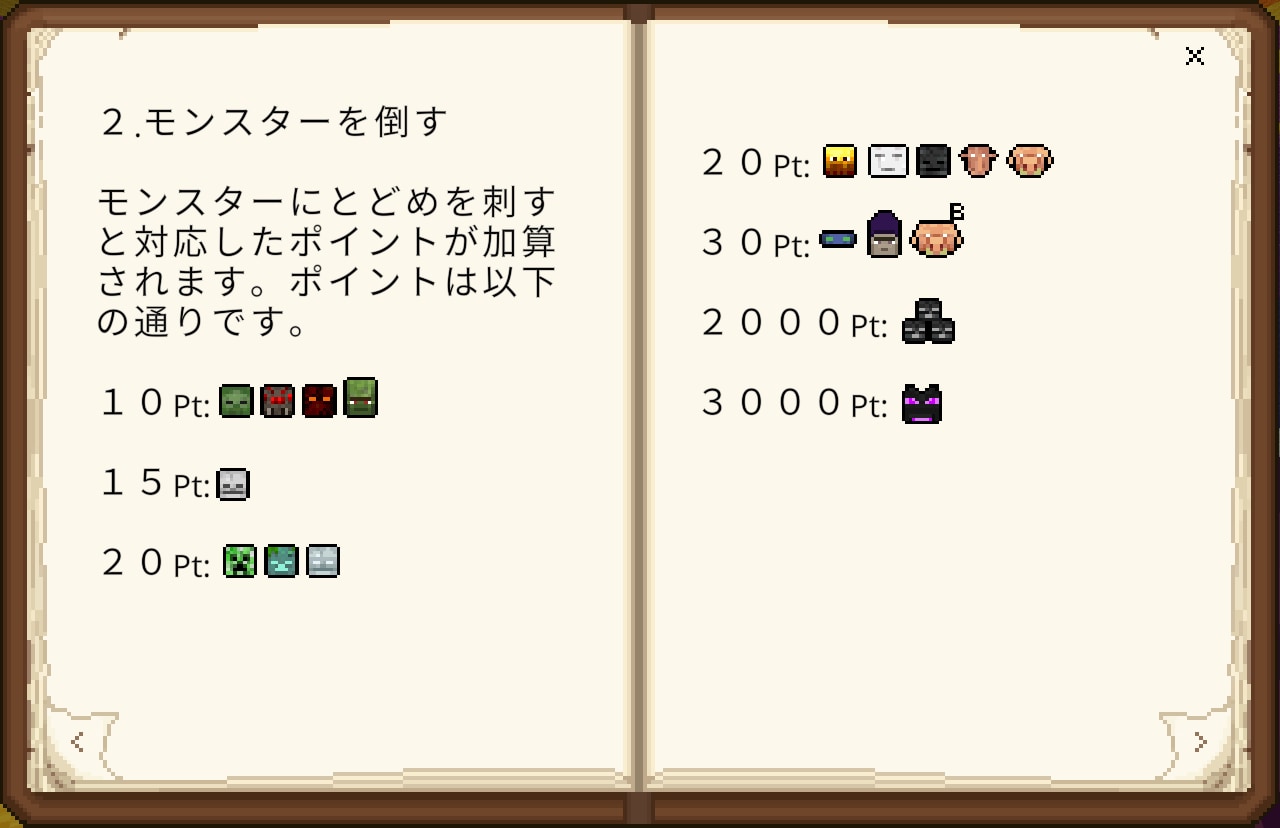 ２.モンスターを倒す
モンスターにとどめを刺す
と対応したポイントが加算
されます。ポイントは以下
の通りです。
１０Pt:
１５Pt:
２０Pt:
２０Pt:
３０Pt:
B
２０００Pt:
３０００Pt: